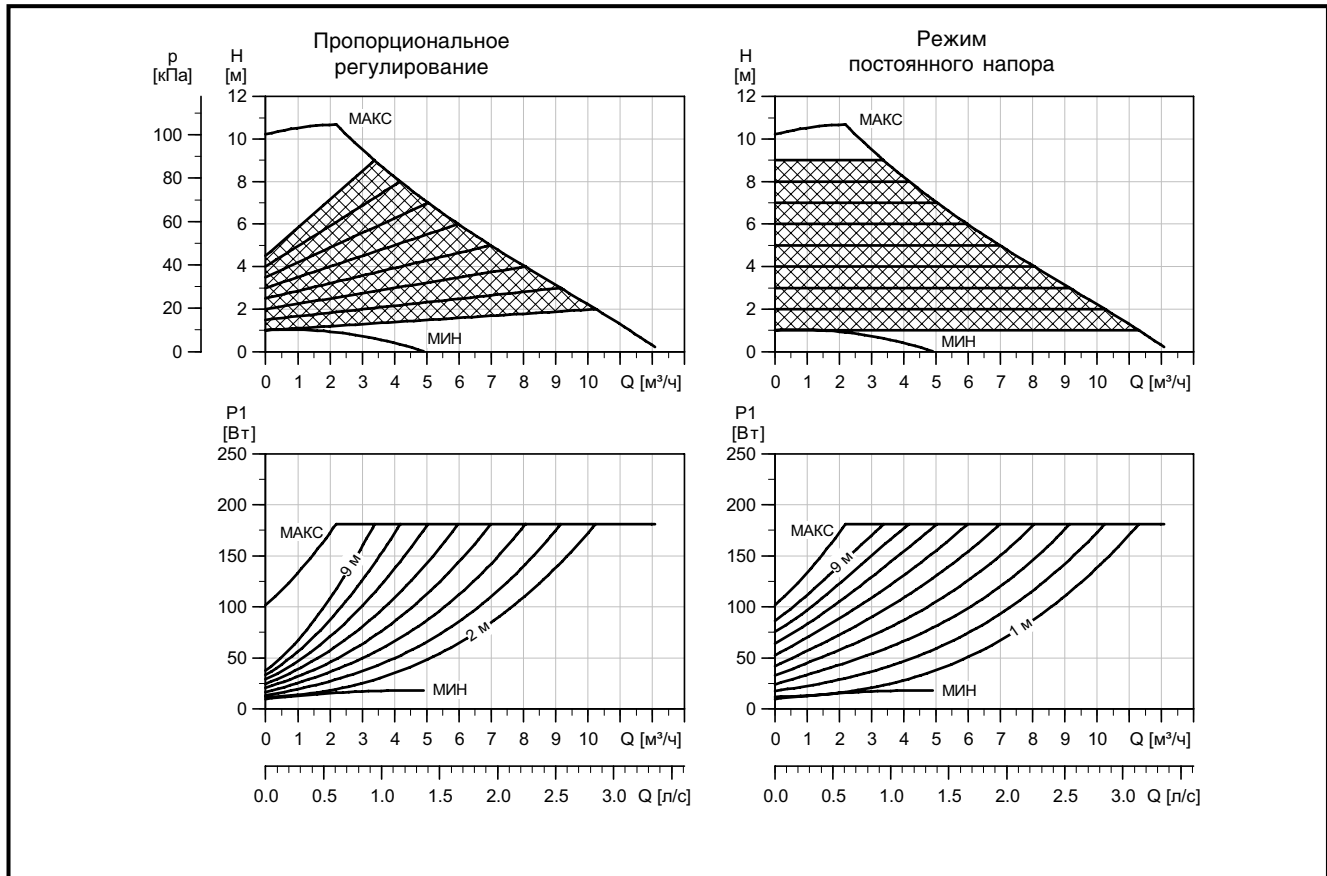 Пропорциональное
регулирование
p
[кПа]
H
[м]
12
10
8
6
4
2
0
100
80
60
40
20
0
МАКС
МИН
0 1 2 3 4 5 6 7 8 9 10 Q [м³/ч]
Режим
постоянного напора
H
[м]
12
10
8
6
4
2
0
МАКС
МИН
0 1 2 3 4 5 6 7 8 9 10 Q [м³/ч]
P1
[Вт]
250
200
150
100
50
0
МАКС
9 м
2 м
МИН
0 1 2 3 4 5 6 7 8 9 10 Q [м³/ч]
0.0 0.5 1.0 1.5 2.0 2.5 3.0 Q [л/с]
P1
[Вт]
250
200
150
100
50
0
МАКС
9 м
1 м
МИН
0 1 2 3 4 5 6 7 8 9 10 Q [м³/ч]
0.0 0.5 1.0 1.5 2.0 2.5 3.0 Q [л/с]